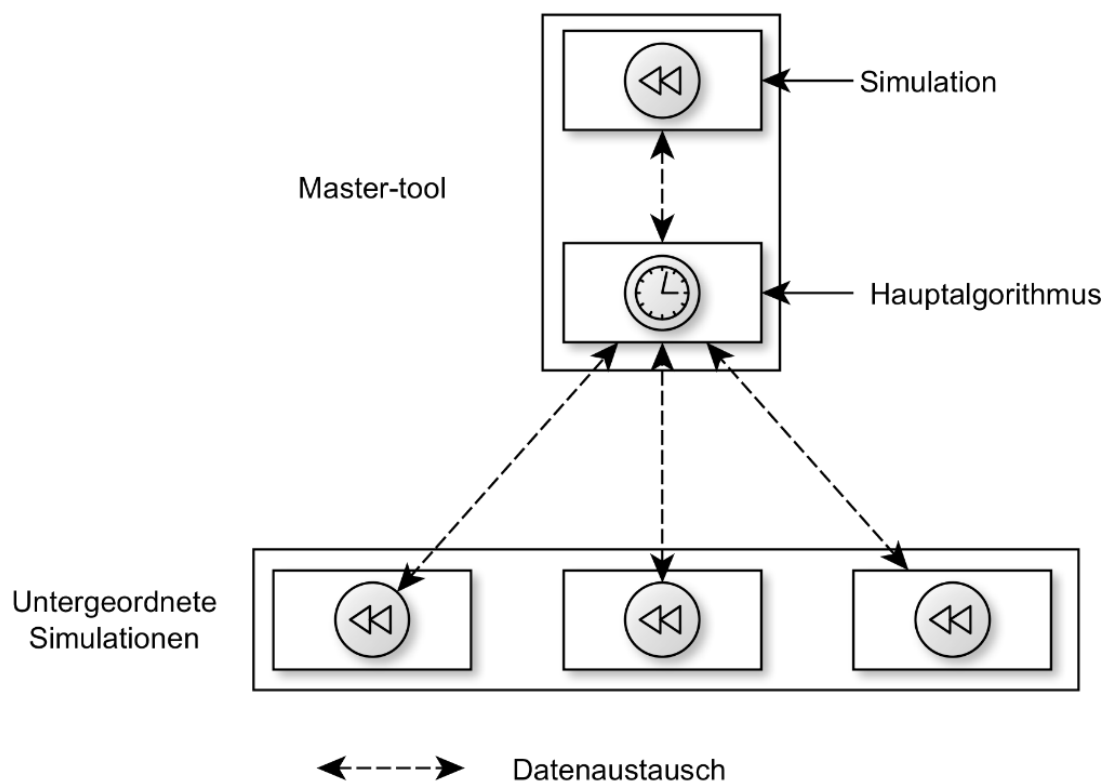 Simulation
Master-tool
Hauptalgorithmus
Untergeordnete
Simulationen
Datenaustausch